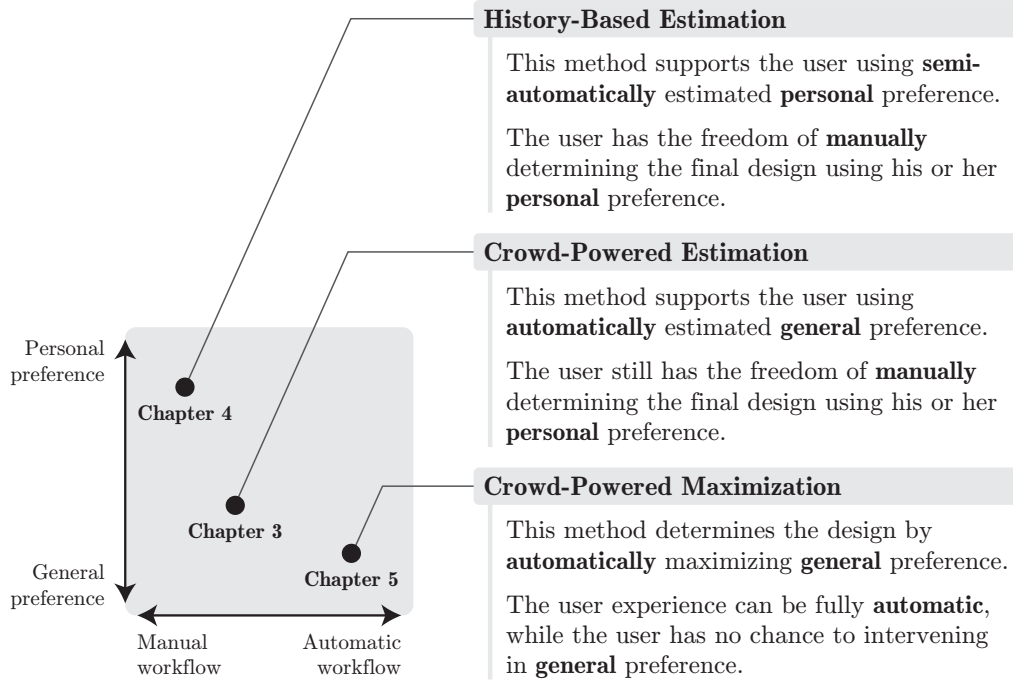 History-Based Estimation
This method supports the user using semi-
automatically estimated personal preference.
The user has the freedom of manually
determining the final design using his or her
personal preference.
Crowd-Powered Estimation
This method supports the user using
automatically estimated general preference.
The user still has the freedom of manually
determining the final design using his or her
personal preference.
Crowd-Powered Maximization
This method determines the design by
automatically maximizing general preference.
The user experience can be fully automatic,
while the user has no chance to intervening
in general preference.
Personal
preference
Chapter 4
Chapter 3
Chapter 5
General
preference
Manual
workflow
Automatic
workflow